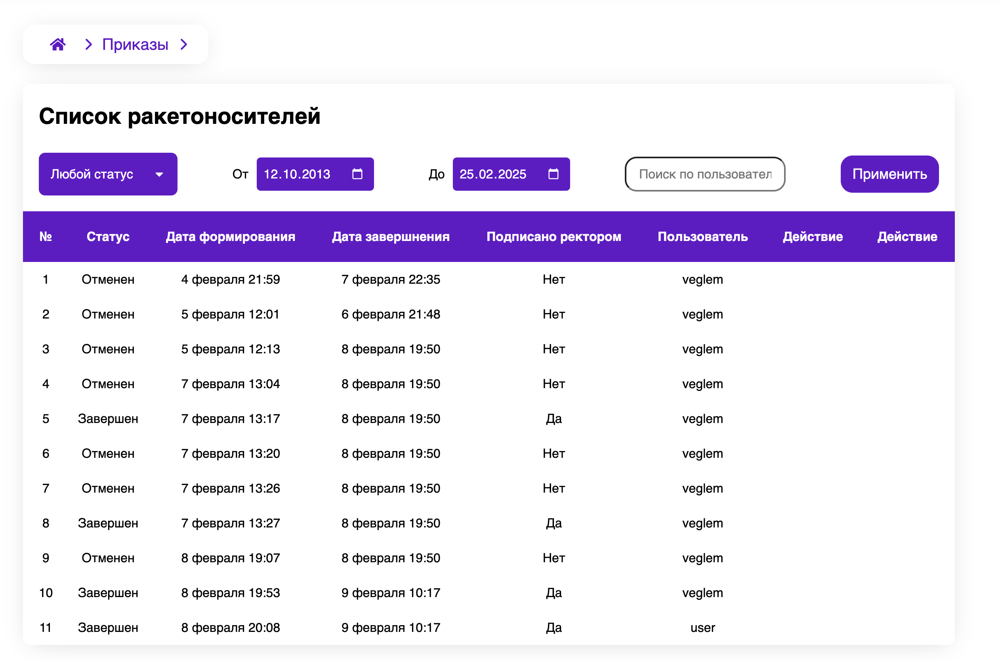 Приказы
Список ракетоносителей
Любой статус От 12.10.2013 До 25.02.2025 Поиск по пользовател Применить
№ Статус Дата формирования Дата завершнения Подписано ректором Пользователь Действие Действие
1 Отменен 4 февраля 21:59 7 февраля 22:35 Нет veglem
2 Отменен 5 февраля 12:01 6 февраля 21:48 Нет veglem
3 Отменен 5 февраля 12:13 8 февраля 19:50 Нет veglem
4 Отменен 7 февраля 13:04 8 февраля 19:50 Нет veglem
5 Завершен 7 февраля 13:17 8 февраля 19:50 Да veglem
6 Отменен 7 февраля 13:20 8 февраля 19:50 Нет veglem
7 Отменен 7 февраля 13:26 8 февраля 19:50 Нет veglem
8 Завершен 7 февраля 13:27 8 февраля 19:50 Да veglem
9 Отменен 8 февраля 19:07 8 февраля 19:50 Нет veglem
10 Завершен 8 февраля 19:53 9 февраля 10:17 Да veglem
11 Завершен 8 февраля 20:08 9 февраля 10:17 Да user